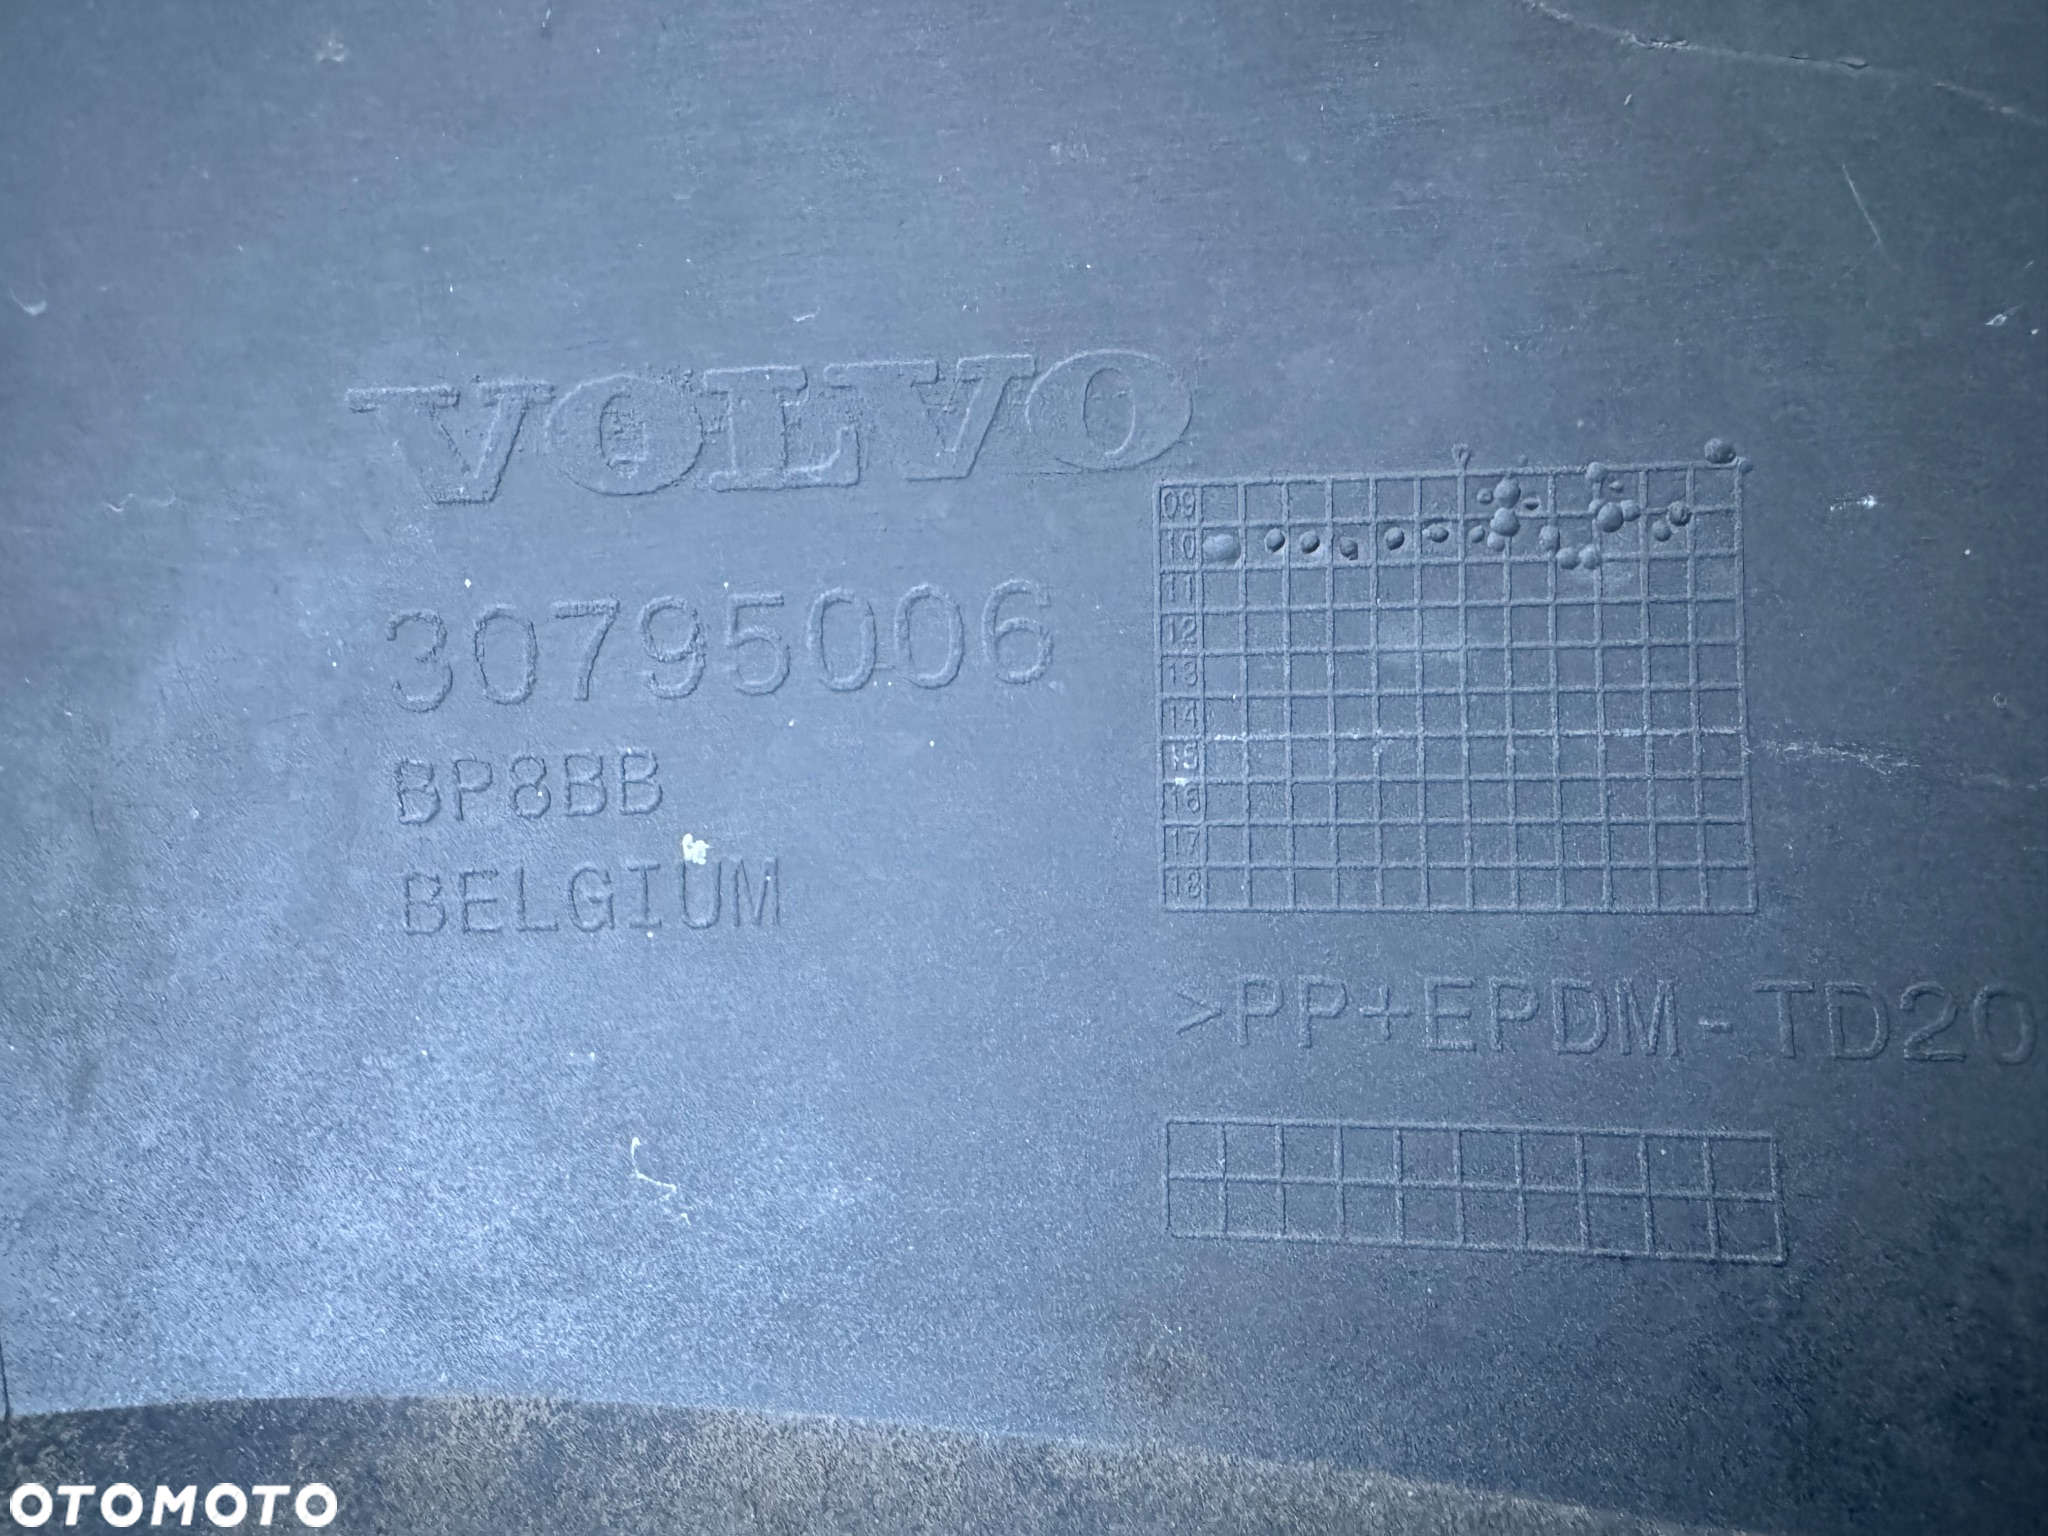 VOLVO
30795006
BP8BB
BELGIUM
09
10
11
12
13
14
15
16
17
18
>PP+EPDM-TD20
OTOMOTO